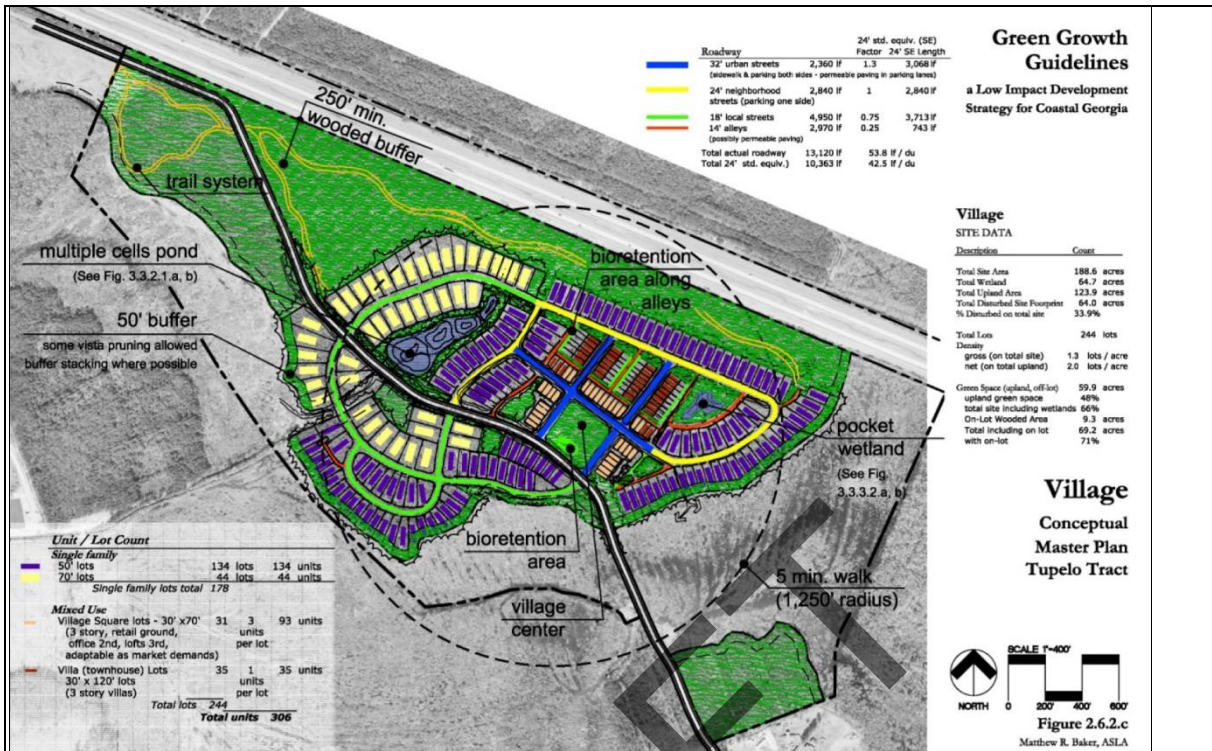 Green Growth
Guidelines
a Low Impact Development
Strategy for Coastal Georgia
24' std. equiv. (SE)
Roadway Factor 24' SE Length
32' urban streets 2,360 lf 1.3 3,068 lf
(sidewalk & parking both sides - permeable paving in parking lanes)
24' neighborhood 2,840 lf 1 2,840 lf
streets (parking one side)
18' local streets 4,950 lf 0.75 3,713 lf
14' alleys 2,970 lf 0.25 743 lf
(possibly permeable paving)
Total actual roadway 13,120 lf 53.8 lf / du
Total 24' std. equiv.) 10,363 lf 42.5 lf / du
250' min.
wooded buffer
trail system
multiple cells pond
(See Fig. 3.3.2.1.a, b)
50' buffer
some vista pruning allowed
buffer stacking where possible
bioretention
area along
alleys
pocket
wetland
(See Fig.
3.3.3.2.a, b)
bioretention
area
village
center
5 min. walk
(1,250' radius)
Village
SITE DATA
Description Count
Total Site Area 188.6 acres
Total Wetland 64.7 acres
Total Upland Area 123.9 acres
Total Disturbed Site Footprint 64.0 acres
% Disturbed on total site 33.9%
Total Lots 244 lots
Density
gross (on total site) 1.3 lots / acre
net (on total upland) 2.0 lots / acre
Green Space (upland, off-lot) 59.9 acres
upland green space 48%
total site including wetlands 66%
On-Lot Wooded Area 9.3 acres
Total including on lot 69.2 acres
with on-lot 71%
Village
Conceptual
Master Plan
Tupelo Tract
Unit / Lot Count
Single family
50' lots 134 lots 134 units
70' lots 44 lots 44 units
Single family lots total 178
Mixed Use
Village Square lots - 30' x70' 31 3 93 units
(3 story, retail ground, units
office 2nd, lofts 3rd, per lot
adaptable as market demands)
Villa (townhouse) Lots 35 1 35 units
30' x 120' lots units
(3 story villas) per lot
Total lots 244
Total units 306
SCALE 1"=400'
NORTH 0 200' 400' 600'
Figure 2.6.2.c
Matthew R. Baker, ASLA